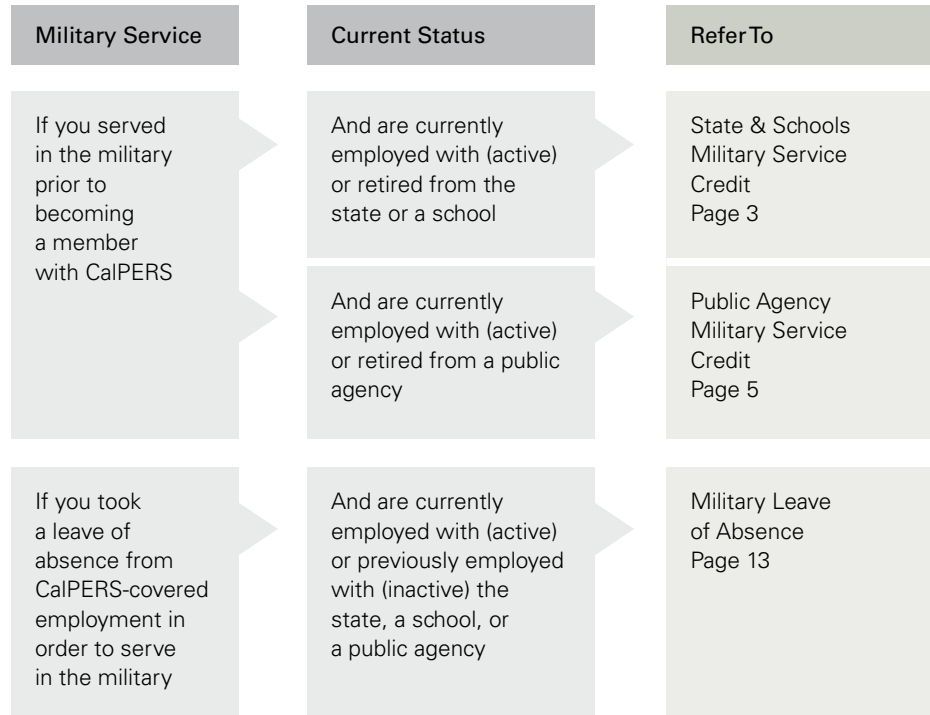 Military Service
Current Status
Refer To
If you served
in the military
prior to
becoming
a member
with CalPERS
And are currently
employed with (active)
or retired from the
state or a school
State & Schools
Military Service
Credit
Page 3
And are currently
employed with (active)
or retired from a public
agency
Public Agency
Military Service
Credit
Page 5
If you took
a leave of
absence from
CalPERS-covered
employment in
order to serve
in the military
And are currently
employed with (active)
or previously employed
with (inactive) the
state, a school, or
a public agency
Military Leave
of Absence
Page 13